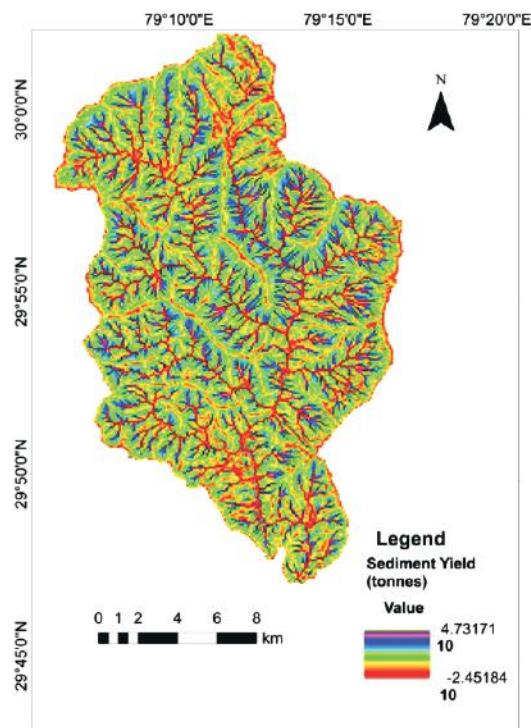 79°10'0"E 79°15'0"E 79°20'0"E
30°0'0"N
29°55'0"N
29°50'0"N
29°45'0"N
N
Legend
Sediment Yield
(tonnes)
Value
4.73171
10
-2.45184
10
0 1 2 4 6 8
km